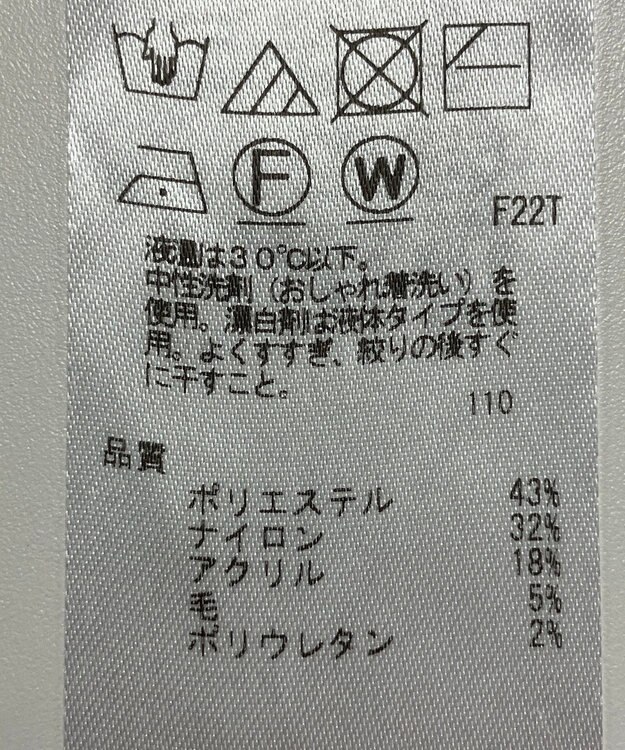 F W
F22T
液温は30℃以下。
中性洗剤(おしゃれ着洗い)を
使用。漂白剤は液体タイプを使
用。よくすすぎ、絞りの後すぐ
に干すこと。
110
品質
ポリエステル 43%
ナイロン 32%
アクリル 18%
毛 5%
ポリウレタン 2%